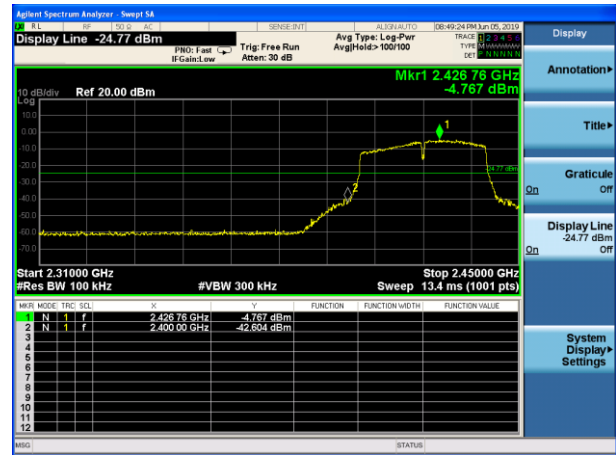 Agilent Spectrum Analyzer - Swept SA
RL RF 50 Ω AC SENSE:INT ALIGNAUTO 08:49:24 PM Jun 05, 2019
Display Line -24.77 dBm
PNO: Fast
IFGain:Low
Trig: Free Run
Atten: 30 dB
Avg Type: Log-Pwr
Avg|Hold:> 100/100
TRACE 1 2 3 4 5 6
TYPE M
DET P N N N N N
Mkr1 2.426 76 GHz
-4.767 dBm
10 dB/div Ref 20.00 dBm
Log
10.0
0.00
-10.0
-20.0
-30.0
-40.0
-50.0
-60.0
-70.0
1
2
-24.77 dBm
Start 2.31000 GHz Stop 2.45000 GHz
#Res BW 100 kHz #VBW 300 kHz Sweep 13.4 ms (1001 pts)
MKR MODE TRC SCL X Y FUNCTION FUNCTION WIDTH FUNCTION VALUE
1 N 1 f 2.426 76 GHz -4.767 dBm
2 N 1 f 2.400 00 GHz -42.604 dBm
3
4
5
6
7
8
9
10
11
12
MSG STATUS
Display
Annotation
Title
Graticule
On Off
Display Line
-24.77 dBm
On Off
System
Display
Settings